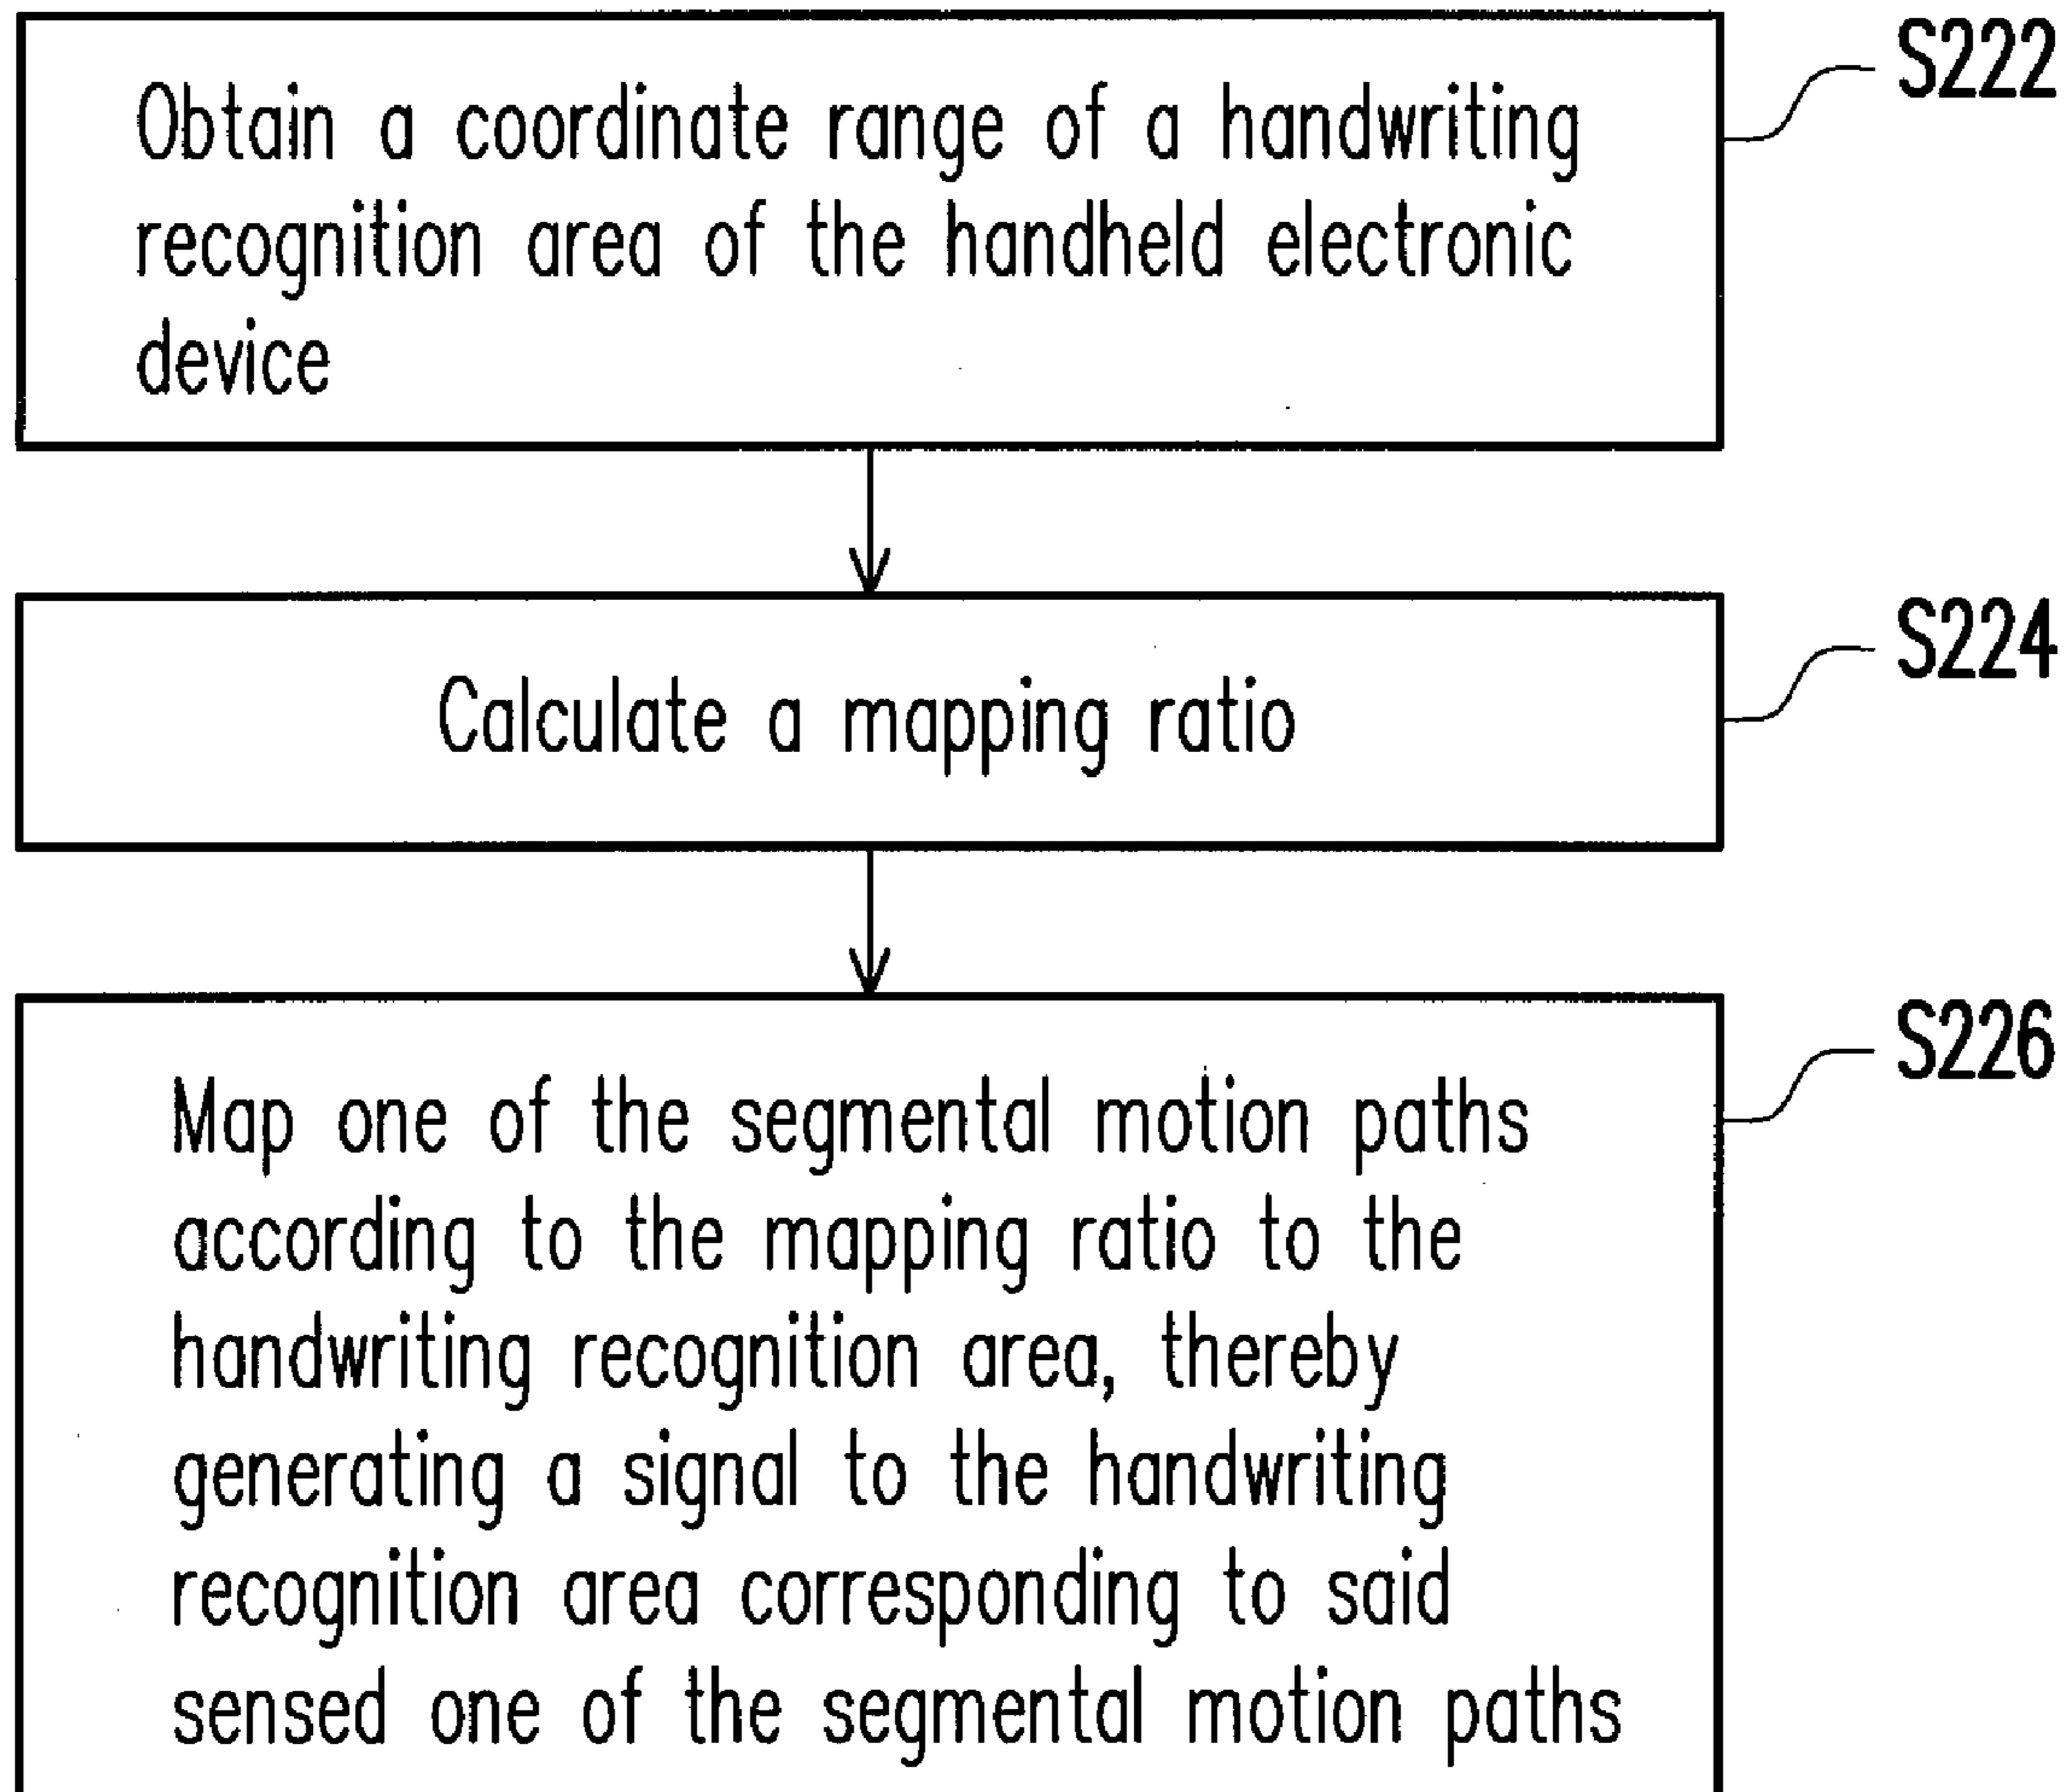 Obtain a coordinate range of a handwriting
recognition area of the handheld electronic
device
S222
Calculate a mapping ratio
S224
Map one of the segmental motion paths
according to the mapping ratio to the
handwriting recognition area, thereby
generating a signal to the handwriting
recognition area corresponding to said
sensed one of the segmental motion paths
S226